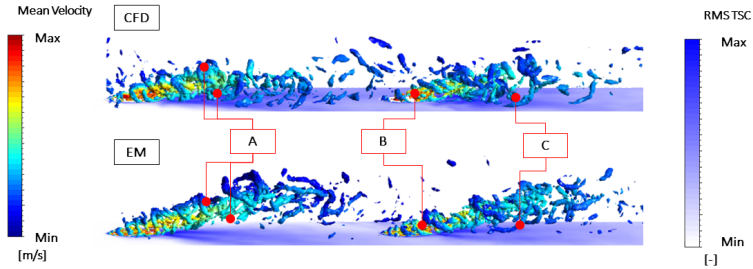 Mean Velocity
CFD
RMS TSC
Max
Max
A
B
C
EM
Min
Min
[m/s]
[-]